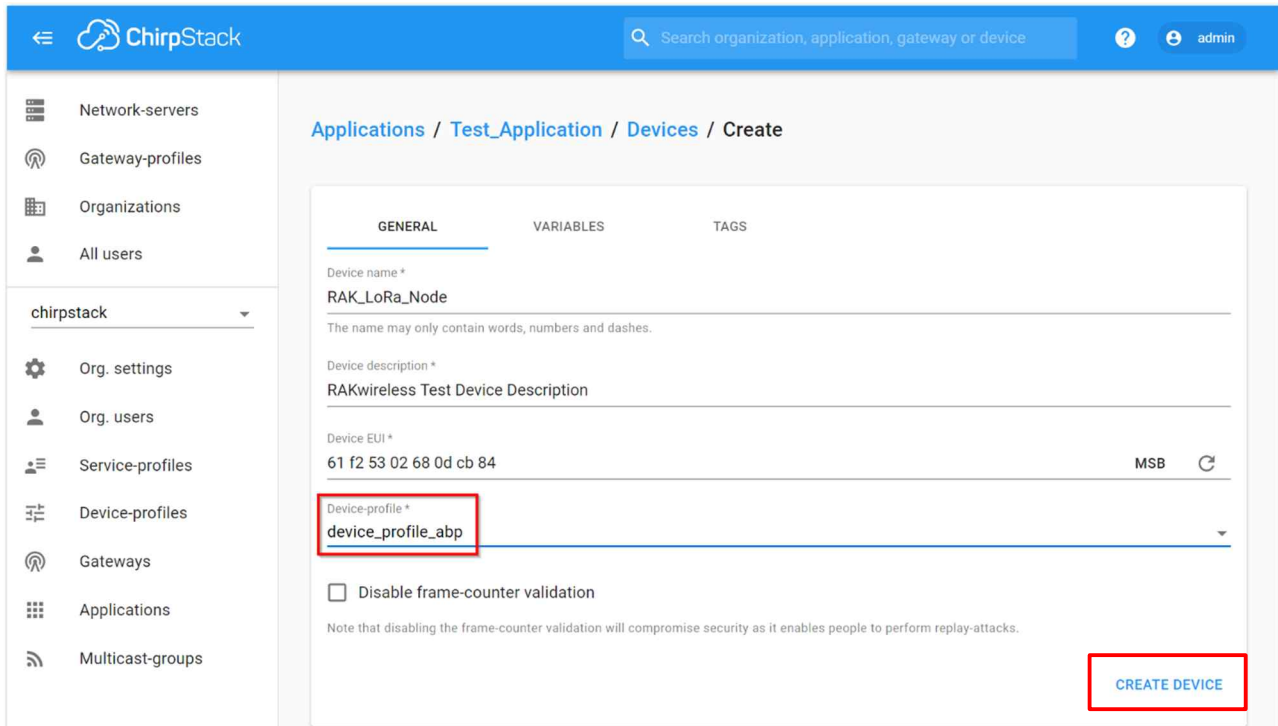 ChirpStack
Search organization, application, gateway or device
? admin
Network-servers
Gateway-profiles
Organizations
All users
chirpstack
Org. settings
Org. users
Service-profiles
Device-profiles
Gateways
Applications
Multicast-groups
Applications / Test_Application / Devices / Create
GENERAL VARIABLES TAGS
Device name *
RAK_LoRa_Node
The name may only contain words, numbers and dashes.
Device description *
RAKwireless Test Device Description
Device EUI *
61 f2 53 02 68 0d cb 84 MSB
Device-profile *
device_profile_abp
Disable frame-counter validation
Note that disabling the frame-counter validation will compromise security as it enables people to perform replay-attacks.
CREATE DEVICE